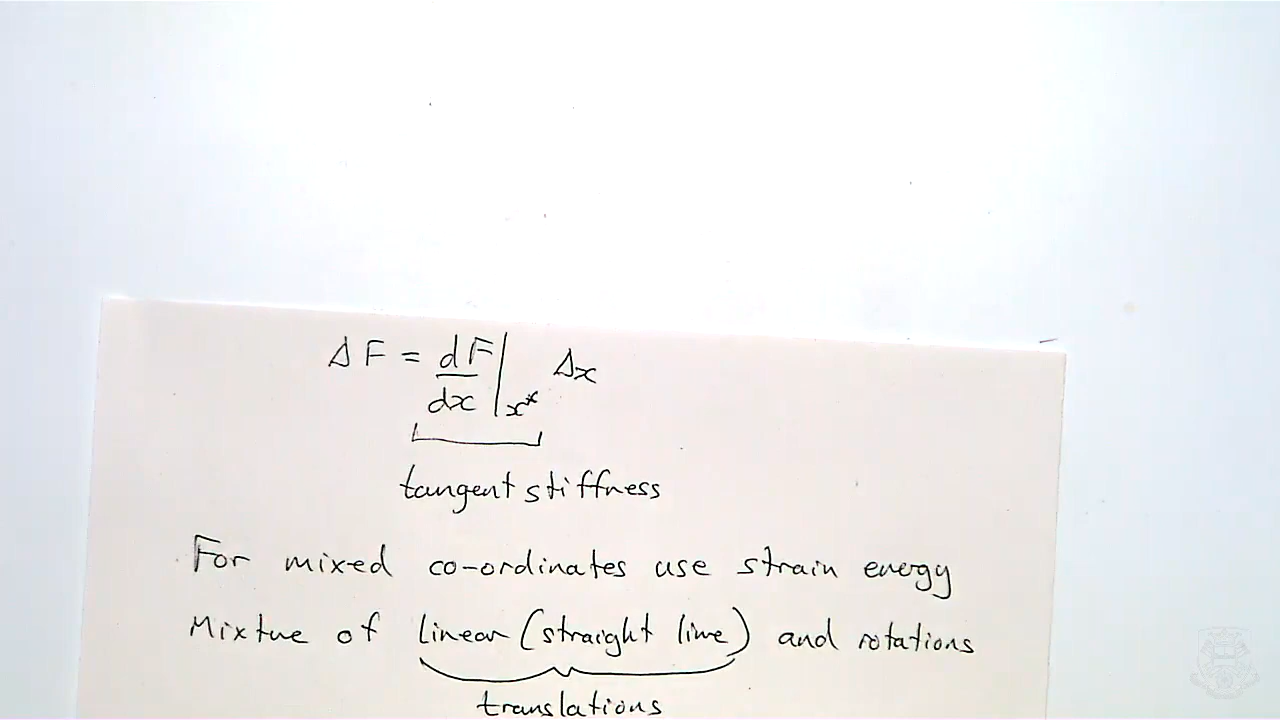 ΔF = dF/dx |x* Δx
tangent stiffness
For mixed co-ordinates use strain energy
Mixture of linear (straight line) and rotations
translations